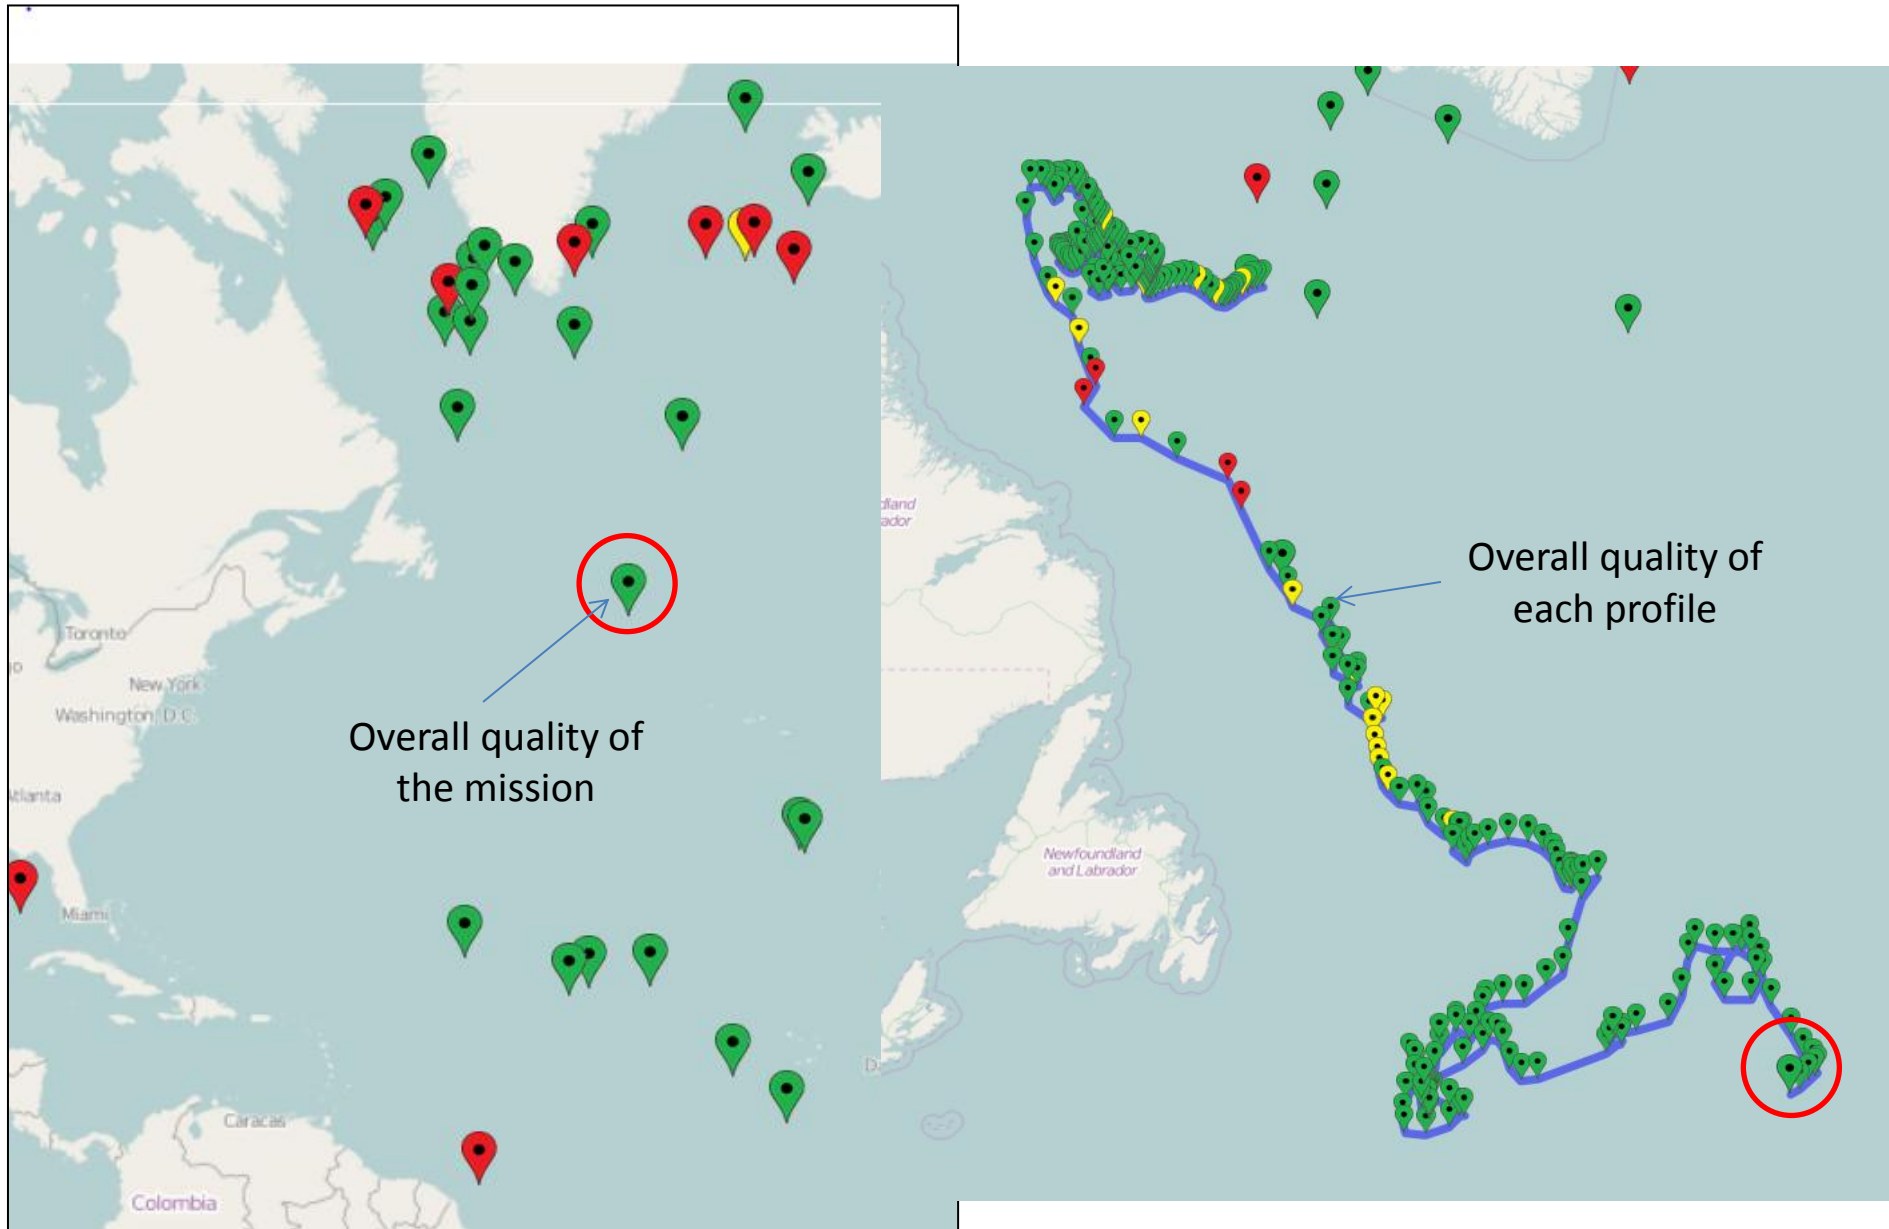 Toronto
New York
Washington, D.C.
Atlanta
Miami
Caracas
Colombia
Overall quality of
the mission
Overall quality of
each profile
Newfoundland
and Labrador